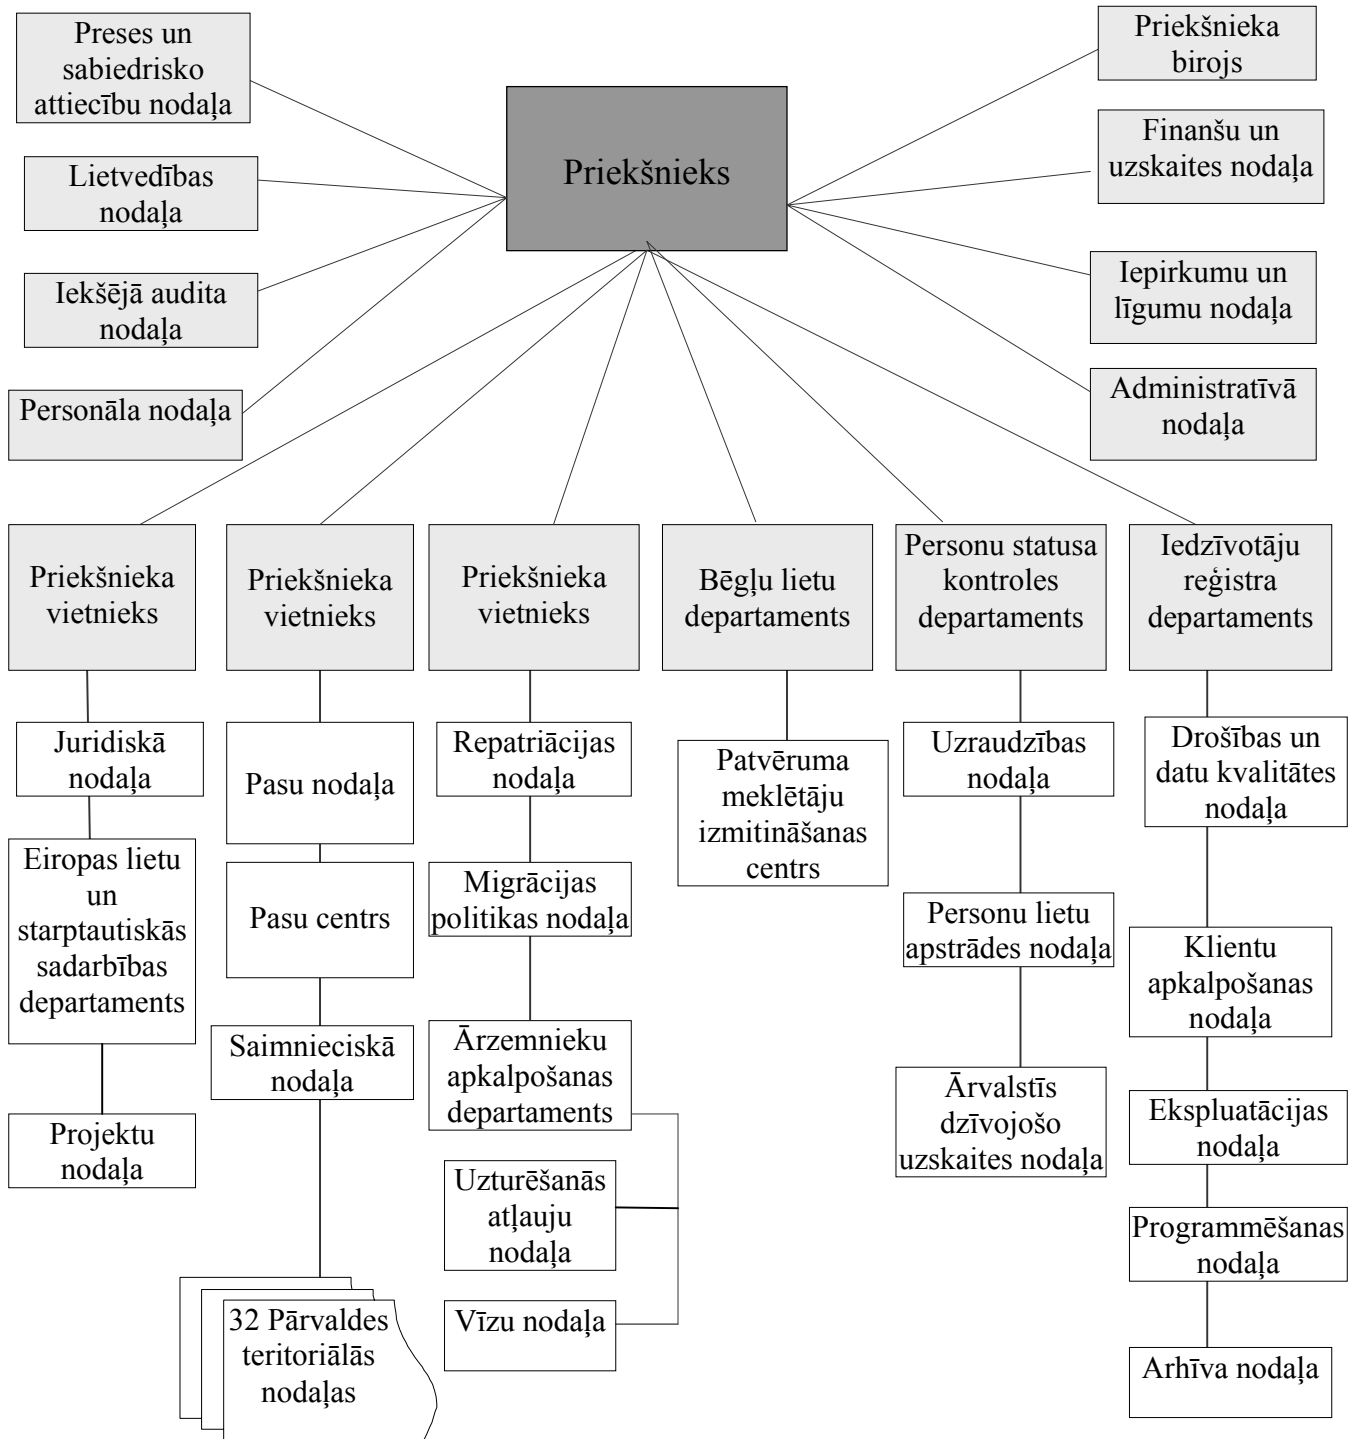 Preses un
sabiedrisko
attiecību nodaļa
Priekšnieka
birojs
Priekšnieks
Finanšu un
uzskaites nodaļa
Lietvedības
nodaļa
Iekšējā audita
nodaļa
Iepirkumu un
līgumu nodaļa
Personāla nodaļa
Administratīvā
nodaļa
Priekšnieka
vietnieks
Priekšnieka
vietnieks
Priekšnieka
vietnieks
Bēgļu lietu
departaments
Personu statusa
kontroles
departaments
Iedzīvotāju
reģistra
departaments
Juridiskā
nodaļa
Eiropas lietu
un
starptautiskās
sadarbības
departaments
Projektu
nodaļa
Pasu nodaļa
Pasu centrs
Saimnieciskā
nodaļa
32 Pārvaldes
teritoriālās
nodaļas
Repatriācijas
nodaļa
Migrācijas
politikas nodaļa
Ārzemnieku
apkalpošanas
departaments
Uzturēšanās
atļauju
nodaļa
Vīzu nodaļa
Patvēruma
meklētāju
izmitināšanas
centrs
Uzraudzības
nodaļa
Personu lietu
apstrādes nodaļa
Ārvalstīs
dzīvojošo
uzskaites nodaļa
Drošības un
datu kvalitātes
nodaļa
Klientu
apkalpošanas
nodaļa
Ekspluatācijas
nodaļa
Programmēšanas
nodaļa
Arhīva nodaļa